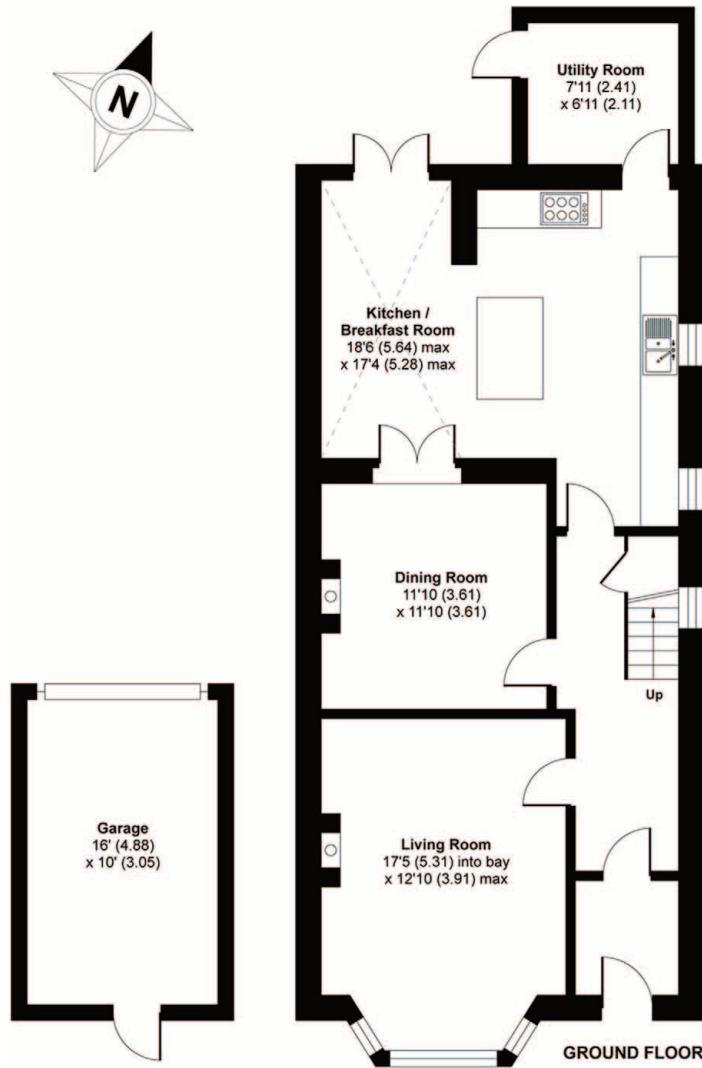 N
Utility Room
7'11 (2.41)
x 6'11 (2.11)
Kitchen /
Breakfast Room
18'6 (5.64) max
x 17'4 (5.28) max
Dining Room
11'10 (3.61)
x 11'10 (3.61)
Up
Garage
16' (4.88)
x 10' (3.05)
Living Room
17'5 (5.31) into bay
x 12'10 (3.91) max
GROUND FLOOR